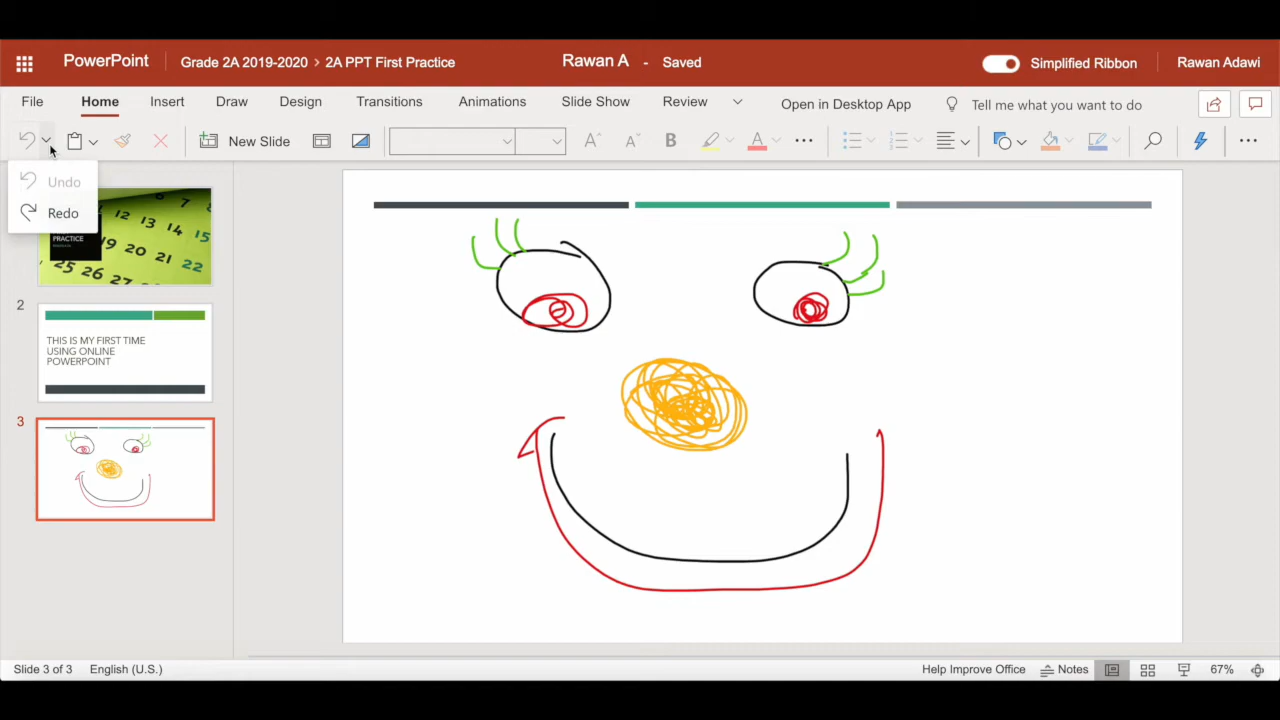 PowerPoint Grade 2A 2019-2020 > 2A PPT First Practice Rawan A - Saved Simplified Ribbon Rawan Adawi
File Home Insert Draw Design Transitions Animations Slide Show Review Open in Desktop App Tell me what you want to do
New Slide A A B A
Undo
Redo
PRACTICE
7 8
12 13 14 15
19 20 21 22
25 26 27 28
2
THIS IS MY FIRST TIME
USING ONLINE
POWERPOINT
3
Slide 3 of 3 English (U.S.) Help Improve Office Notes 67%